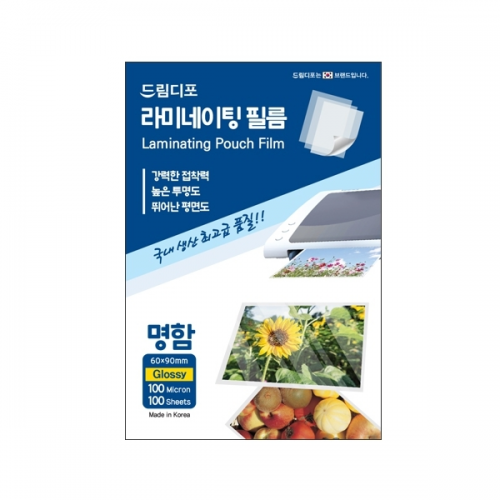 드림디포는 🇰🇷 브랜드입니다.
드림디포
라미네이팅 필름
Laminating Pouch Film
강력한 접착력
높은 투명도
뛰어난 평면도
국내 생산 최고급 품질!!
명함
60×90mm
Glossy
100 Micron
100 Sheets
Made in Korea